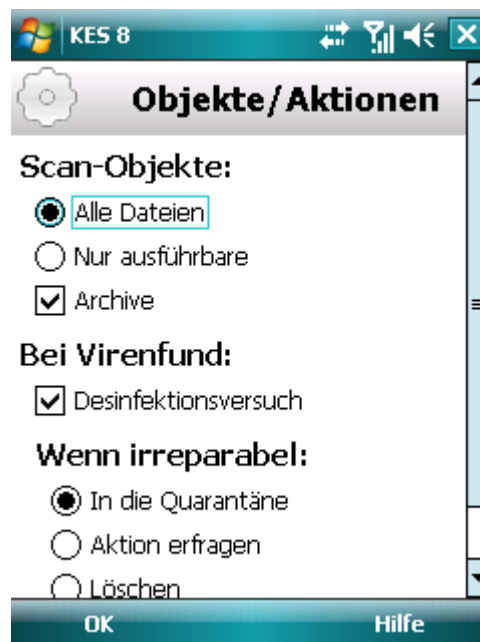 KES 8
Objekte/Aktionen
Scan-Objekte:
Alle Dateien
Nur ausführbare
Archive
Bei Virenfund:
Desinfektionsversuch
Wenn irreparabel:
In die Quarantäne
Aktion erfragen
Löschen
OK Hilfe